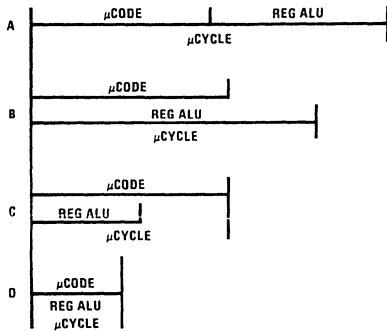 μCODE REG ALU
A
μCYCLE
μCODE
B
REG ALU
μCYCLE
μCODE
C
REG ALU
μCYCLE
μCODE
D
REG ALU
μCYCLE